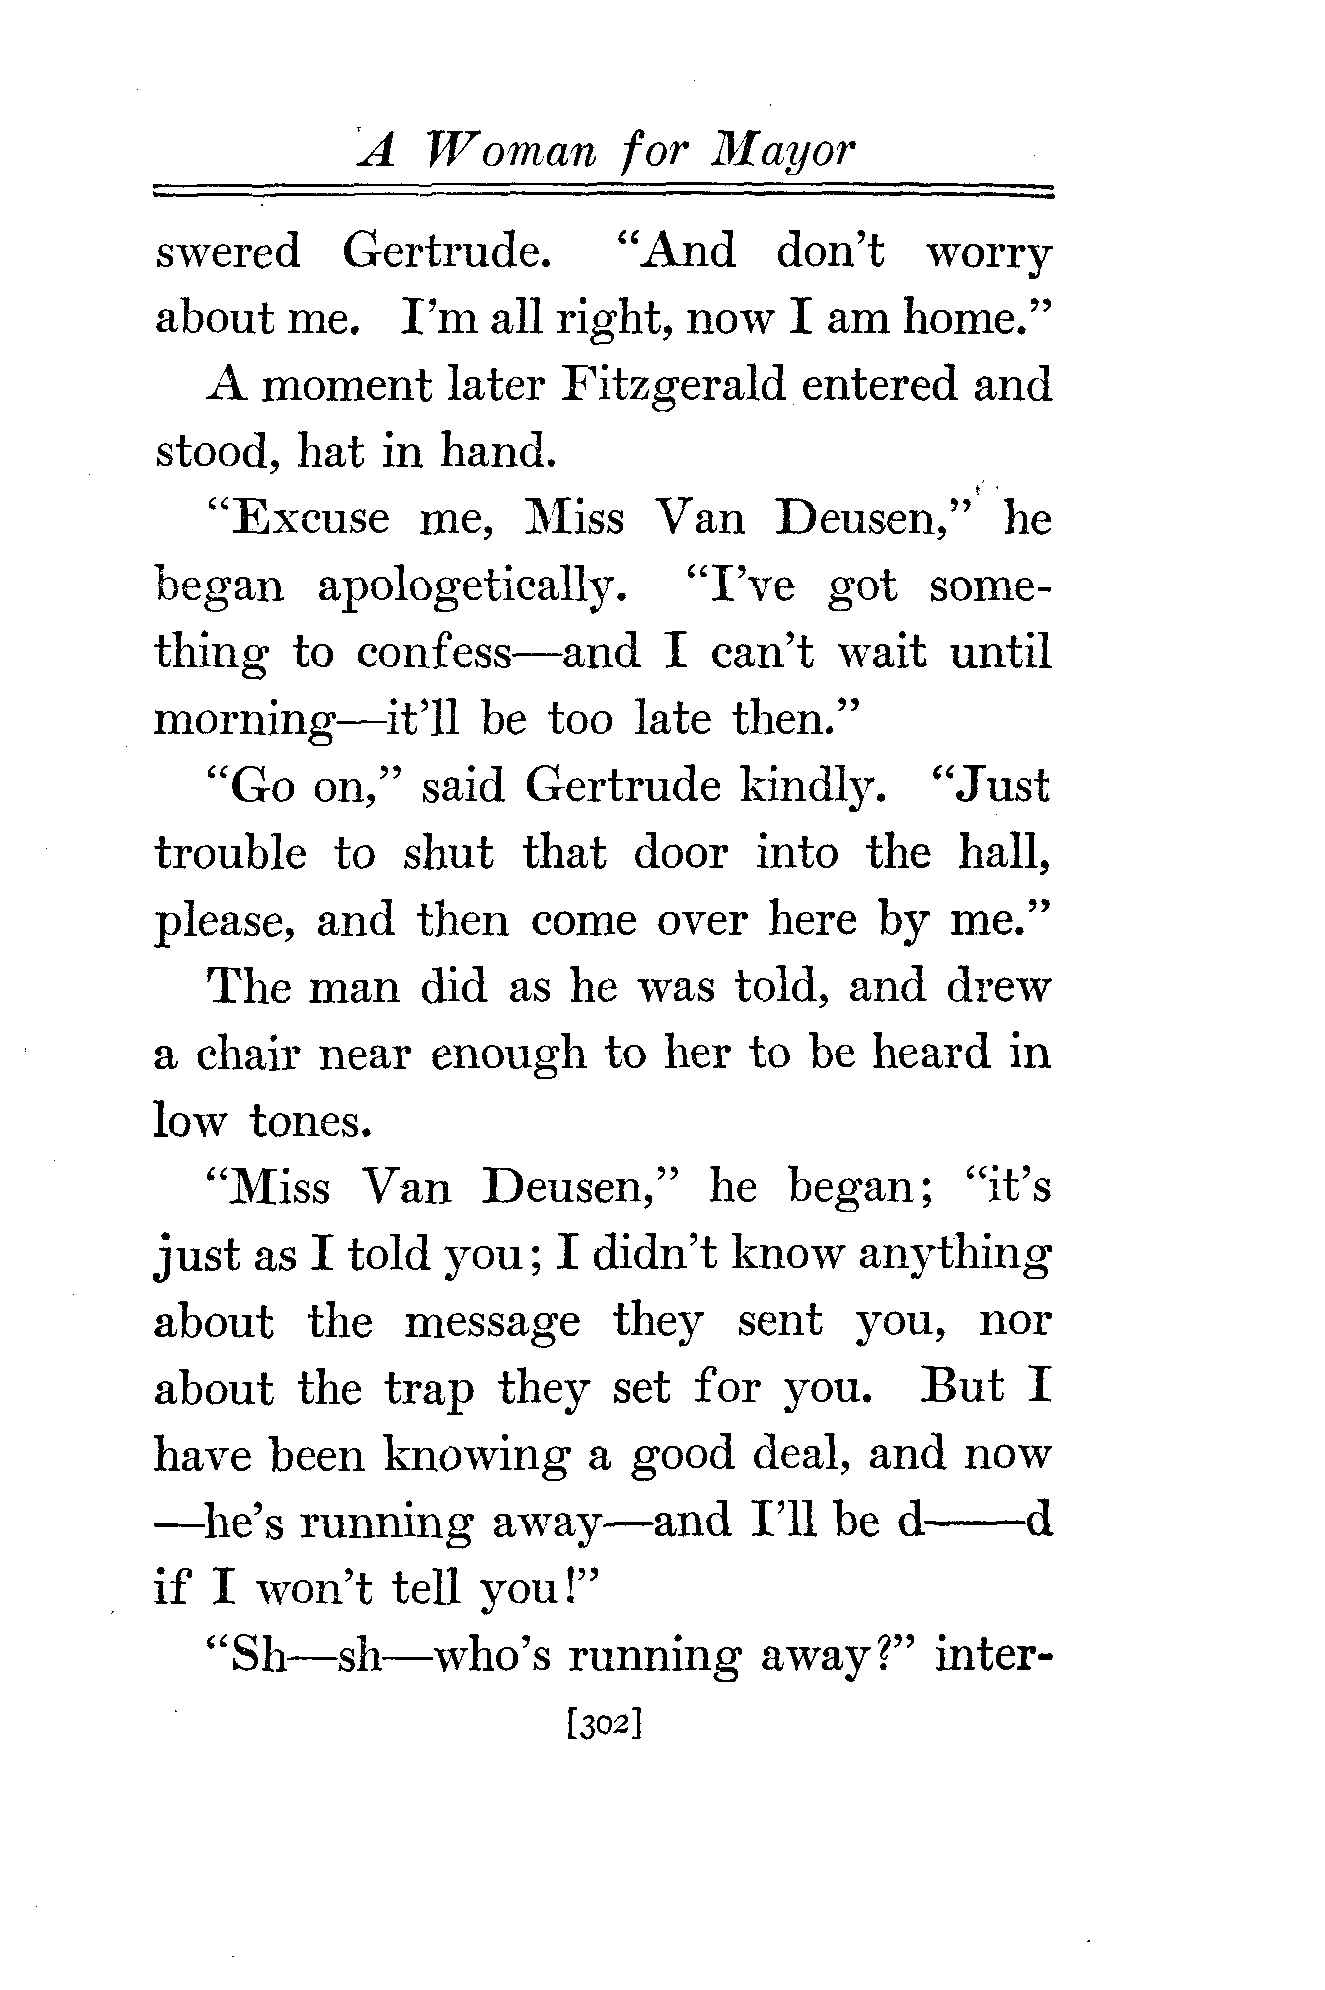 A Woman for Mayor
swered Gertrude. “And don’t worry
about me. I’m all right, now I am home.”
A moment later Fitzgerald entered and
stood, hat in hand.
“Excuse me, Miss Van Deusen,” he
began apologetically. “I’ve got some-
thing to confess—and I can’t wait until
morning—it’ll be too late then.”
“Go on,” said Gertrude kindly. “Just
trouble to shut that door into the hall,
please, and then come over here by me.”
The man did as he was told, and drew
a chair near enough to her to be heard in
low tones.
“Miss Van Deusen,” he began; “it’s
just as I told you; I didn’t know anything
about the message they sent you, nor
about the trap they set for you. But I
have been knowing a good deal, and now
—he’s running away—and I’ll be d——d
if I won’t tell you!”
“Sh—sh—who’s running away?” inter-
[302]